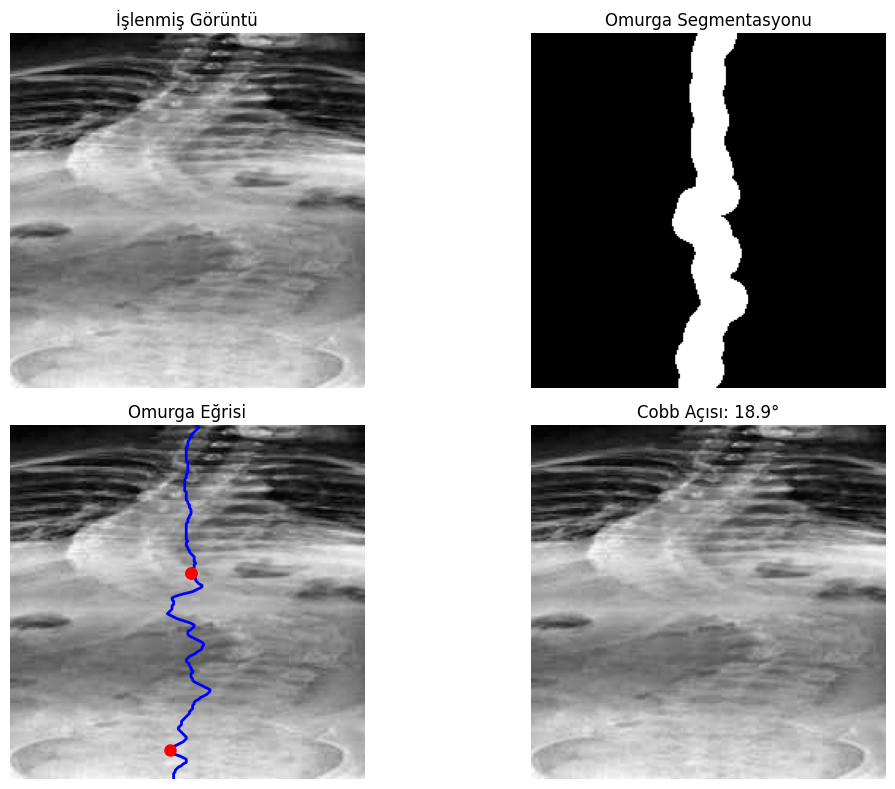 İşlenmiş Görüntü
Omurga Segmentasyonu
Omurga Eğrisi
Cobb Açısı: 18.9°